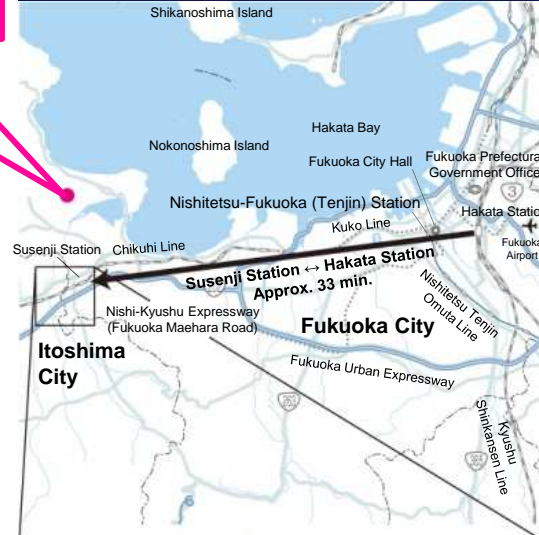 Shikanoshima Island
Hakata Bay
Nokonoshima Island
Fukuoka City Hall
Fukuoka Prefectura
Government Office
3
Nishitetsu-Fukuoka (Tenjin) Station
Hakata Statio
Kuko Line
Fukuoka
Airport
Susenji Station
Chikuhi Line
Susenji Station ↔ Hakata Station
Approx. 33 min.
Nishi-Kyushu Expressway
(Fukuoka Maehara Road)
Fukuoka City
Nishitetsu Tenjin
Omuta Line
Itoshima
City
Fukuoka Urban Expressway
Kyushu
Shinkansen Line